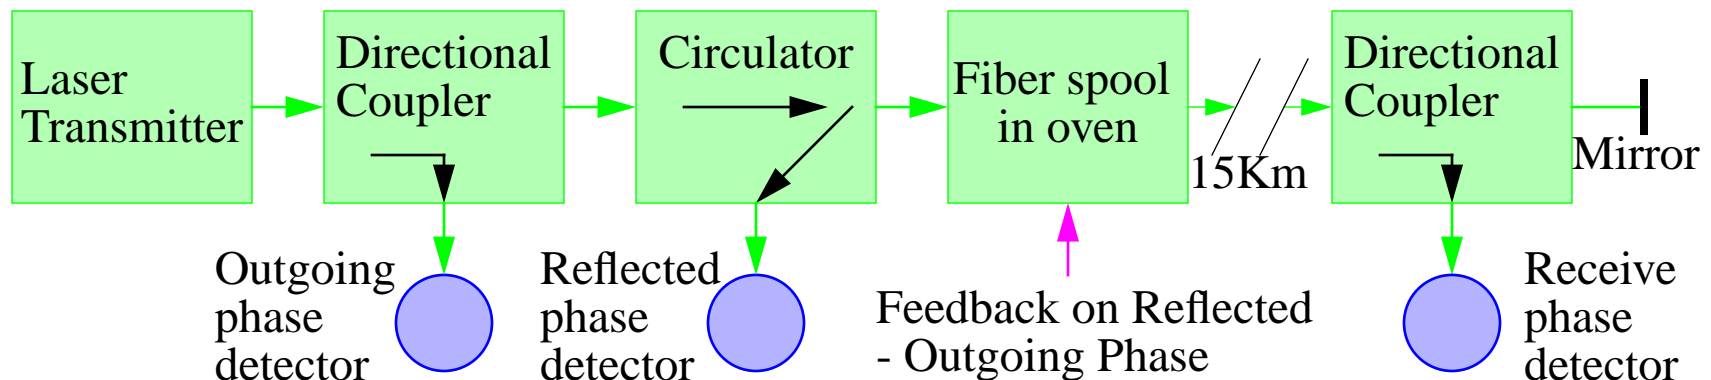 Laser
Transmitter
Directional
Coupler
Circulator
Fiber spool
in oven
15Km
Directional
Coupler
Mirror
Outgoing
phase
detector
Reflected
phase
detector
Feedback on Reflected
- Outgoing Phase
Receive
phase
detector